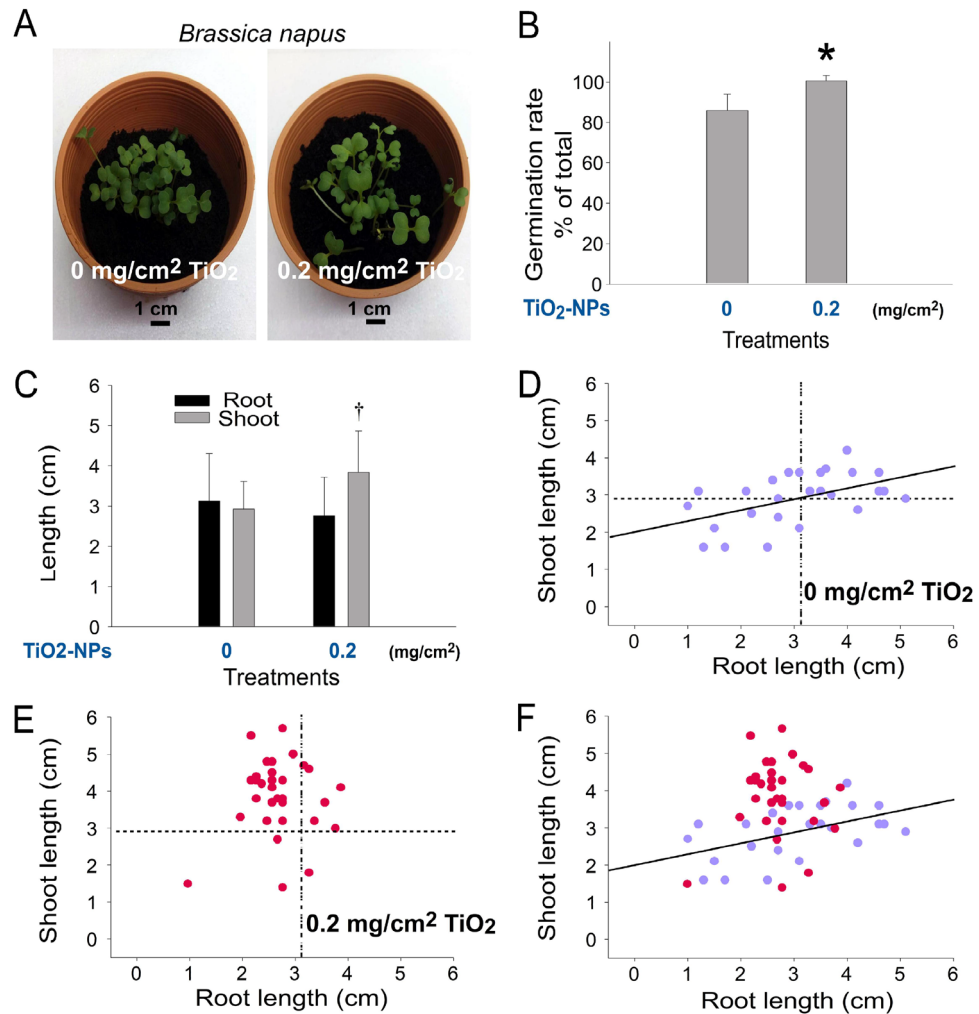 A
Brassica napus
0 mg/cm² TiO₂
1 cm
0.2 mg/cm² TiO₂
1 cm
B
Germination rate
% of total
100
80
60
40
20
0
TiO₂-NPs 0 0.2 (mg/cm²)
Treatments
*
C
Length (cm)
6
5
4
3
2
1
0
Root
Shoot
†
TiO2-NPs 0 0.2 (mg/cm²)
Treatments
D
Shoot length (cm)
6
5
4
3
2
1
0
0 mg/cm² TiO₂
0 1 2 3 4 5 6
Root length (cm)
E
Shoot length (cm)
6
5
4
3
2
1
0
0.2 mg/cm² TiO₂
0 1 2 3 4 5 6
Root length (cm)
F
Shoot length (cm)
6
5
4
3
2
1
0
0 1 2 3 4 5 6
Root length (cm)